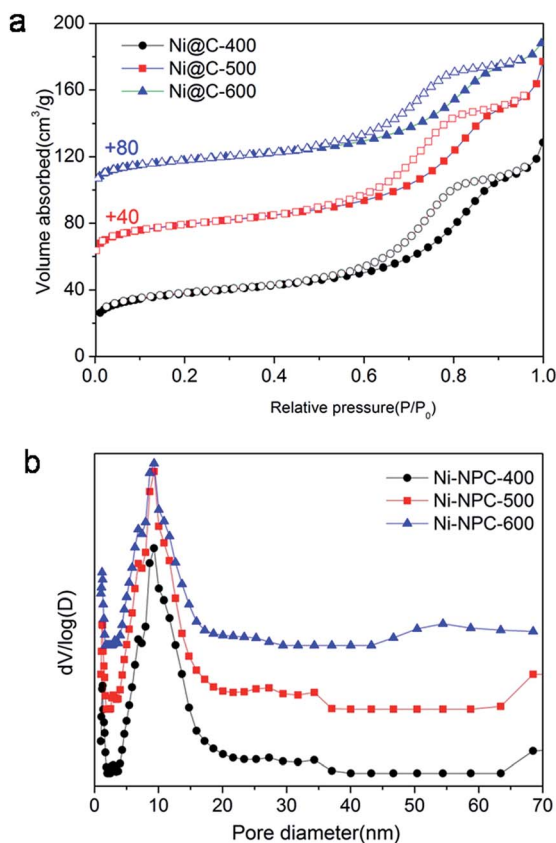 a
Ni@C-400
Ni@C-500
Ni@C-600
+80
+40
200
160
120
80
40
0
Volume absorbed(cm³/g)
0.0 0.2 0.4 0.6 0.8 1.0
Relative pressure(P/P₀)
b
Ni-NPC-400
Ni-NPC-500
Ni-NPC-600
dV/log(D)
0 10 20 30 40 50 60 70
Pore diameter(nm)